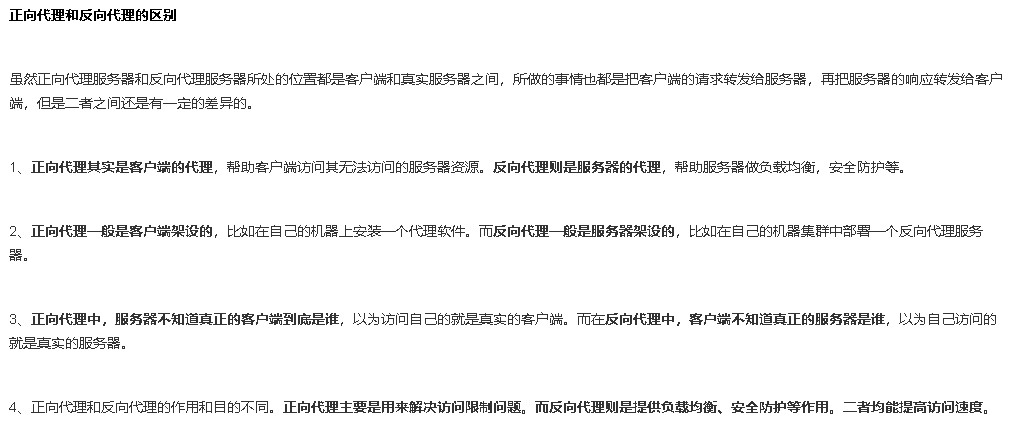 正向代理和反向代理的区别
虽然正向代理服务器和反向代理服务器所处的位置都是客户端和真实服务器之间，所做的事情也都是把客户端的请求转发给服务器，再把服务器的响应转发给客户
端，但是二者之间还是有一定的差异的。
1、正向代理其实是客户端的代理，帮助客户端访问其无法访问的服务器资源。反向代理则是服务器的代理，帮助服务器做负载均衡，安全防护等。
2、正向代理一般是客户端架设的，比如在自己的机器上安装一个代理软件。而反向代理一般是服务器架设的，比如在自己的机器集群中部署一个反向代理服务
器。
3、正向代理中，服务器不知道真正的客户端到底是谁，以为访问自己的就是真实的客户端。而在反向代理中，客户端不知道真正的服务器是谁，以为自己访问的
就是真实的服务器。
4、正向代理和反向代理的作用和目的不同。正向代理主要是用来解决访问限制问题。而反向代理则是提供负载均衡、安全防护等作用。二者均能提高访问速度。